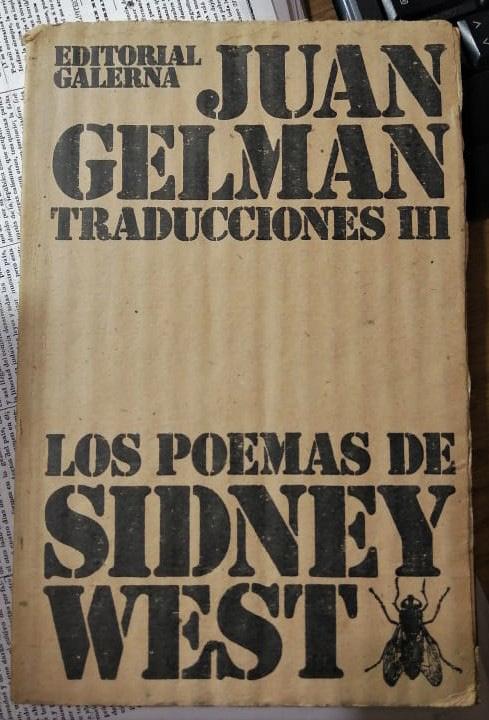 EDITORIAL
GALERNA
JUAN
GELMAN
TRADUCCIONES III
LOS POEMAS DE
SIDNEY
WEST